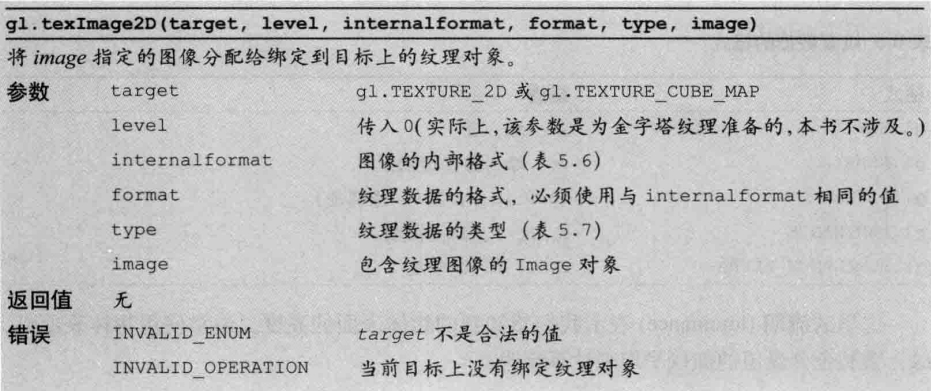 gl.texImage2D(target, level, internalformat, format, type, image)
将 image 指定的图像分配给绑定到目标上的纹理对象。
参数 target gl.TEXTURE_2D 或 gl.TEXTURE_CUBE_MAP
level 传入 0(实际上,该参数是为金字塔纹理准备的,本书不涉及。)
internalformat 图像的内部格式 (表 5.6)
format 纹理数据的格式，必须使用与 internalformat 相同的值
type 纹理数据的类型 (表 5.7)
image 包含纹理图像的 Image 对象
返回值 无
错误 INVALID_ENUM target 不是合法的值
INVALID_OPERATION 当前目标上没有绑定纹理对象